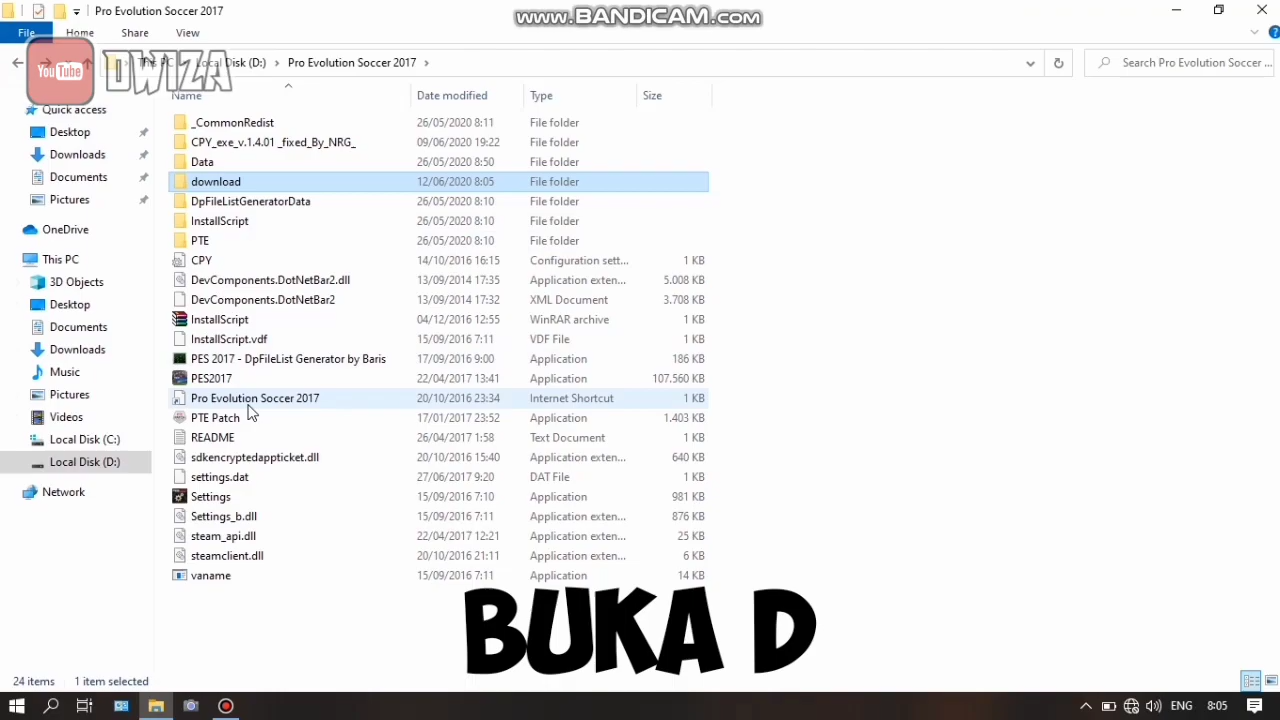 Pro Evolution Soccer 2017
www.BANDICAM.com
File Home Share View
YouTube DWIZA
This PC Local Disk (D:) Pro Evolution Soccer 2017
Search Pro Evolution Soccer ...
Name Date modified Type Size
Quick access
Desktop
Downloads
Documents
Pictures
OneDrive
This PC
3D Objects
Desktop
Documents
Downloads
Music
Pictures
Videos
Local Disk (C:)
Local Disk (D:)
Network
_CommonRedist 26/05/2020 8:11 File folder
CPY_exe_v.1.4.01 _fixed_By_NRG_ 09/06/2020 19:22 File folder
Data 26/05/2020 8:50 File folder
download 12/06/2020 8:05 File folder
DpFileListGeneratorData 26/05/2020 8:10 File folder
InstallScript 26/05/2020 8:10 File folder
PTE 26/05/2020 8:10 File folder
CPY 14/10/2016 16:15 Configuration sett... 1 KB
DevComponents.DotNetBar2.dll 13/09/2014 17:35 Application exten... 5.008 KB
DevComponents.DotNetBar2 13/09/2014 17:32 XML Document 3.708 KB
InstallScript 04/12/2016 12:55 WinRAR archive 1 KB
InstallScript.vdf 15/09/2016 7:11 VDF File 1 KB
PES 2017 - DpFileList Generator by Baris 17/09/2016 9:00 Application 186 KB
PES2017 22/04/2017 13:41 Application 107.560 KB
Pro Evolution Soccer 2017 20/10/2016 23:34 Internet Shortcut 1 KB
PTE Patch 17/01/2017 23:52 Application 1.403 KB
README 26/04/2017 1:58 Text Document 1 KB
sdkencryptedappticket.dll 20/10/2016 15:40 Application exten... 640 KB
settings.dat 27/06/2017 9:20 DAT File 1 KB
Settings 15/09/2016 7:10 Application 981 KB
Settings_b.dll 15/09/2016 7:11 Application exten... 876 KB
steam_api.dll 22/04/2017 12:21 Application exten... 25 KB
steamclient.dll 20/10/2016 21:11 Application exten... 6 KB
vaname 15/09/2016 7:11 Application 14 KB
BUKA D
24 items 1 item selected
ENG 8:05